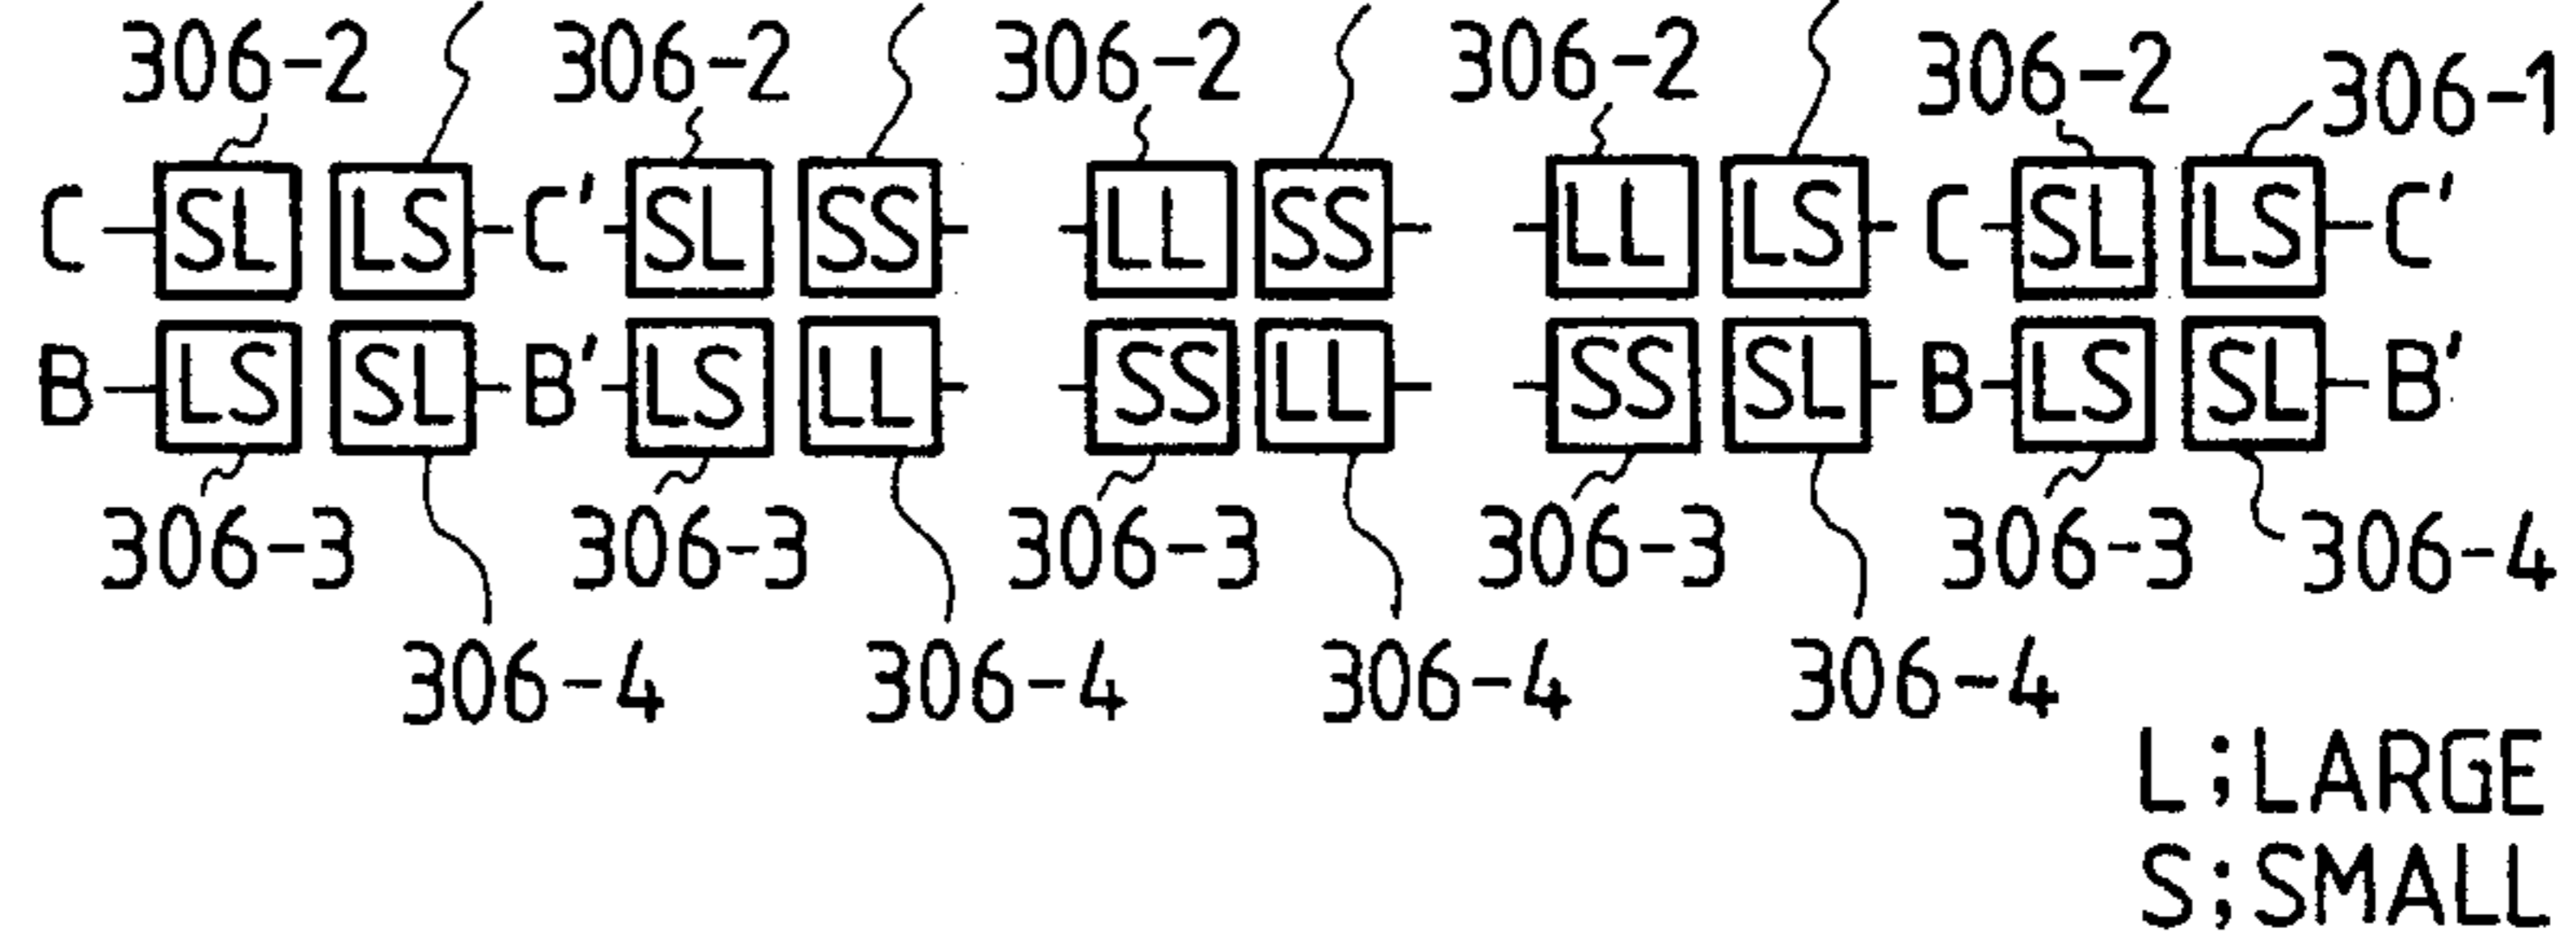 306-2 306-2 306-2 306-2 306-2 306-1
C SL LS C' SL SS LL SS LL LS C SL LS C'
B LS SL B' LS LL SS LL SS SL B LS SL B'
306-3 306-3 306-3 306-3 306-3 306-4
306-4 306-4 306-4 306-4
L;LARGE
S;SMALL